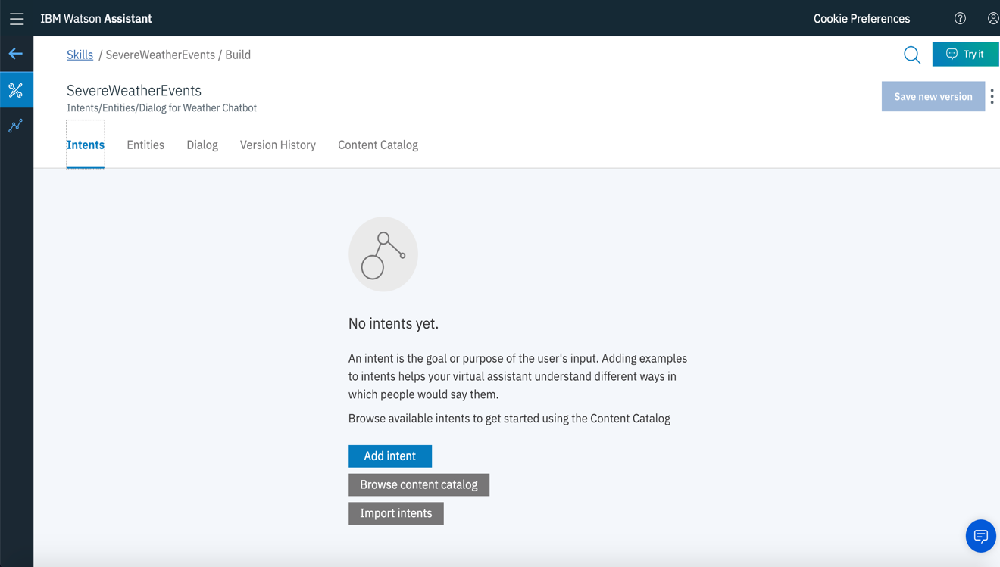 IBM Watson Assistant
Cookie Preferences
Skills / SevereWeatherEvents / Build
Try it
SevereWeatherEvents
Intents/Entities/Dialog for Weather Chatbot
Save new version
Intents Entities Dialog Version History Content Catalog
No intents yet.
An intent is the goal or purpose of the user's input. Adding examples
to intents helps your virtual assistant understand different ways in
which people would say them.
Browse available intents to get started using the Content Catalog
Add intent
Browse content catalog
Import intents